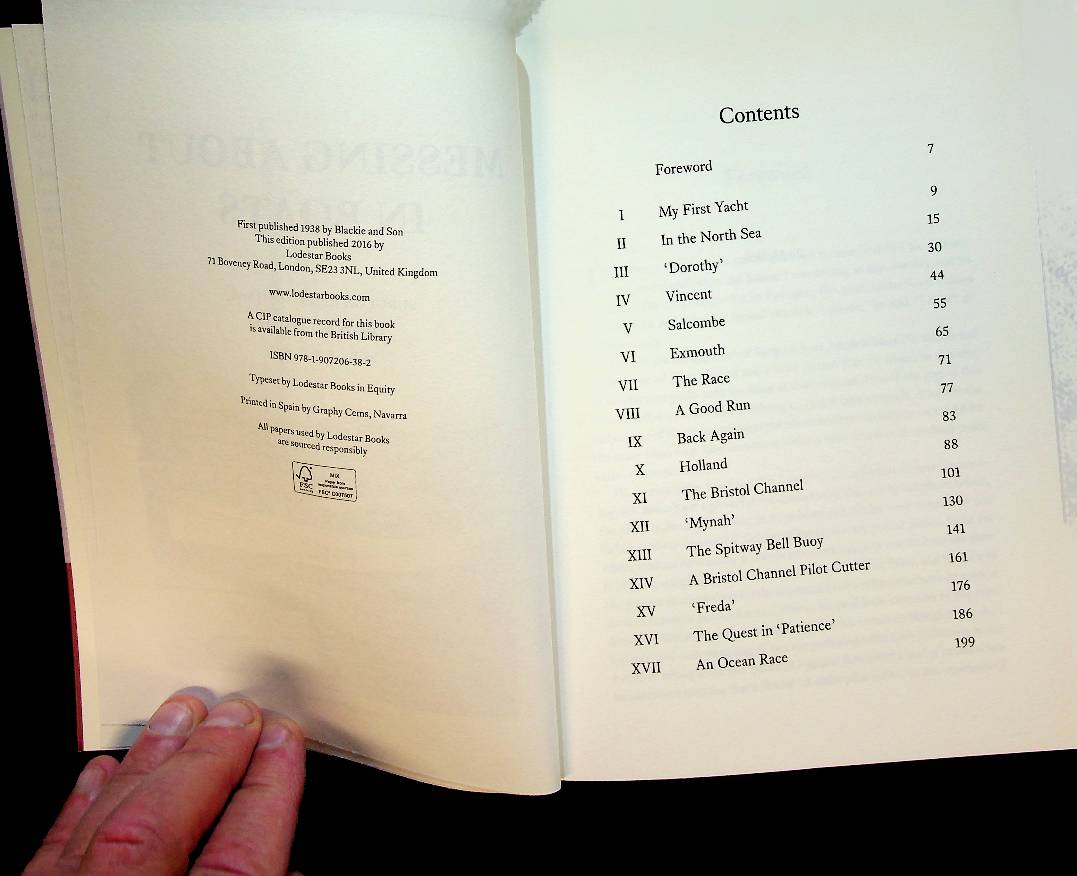 First published 1938 by Blackie and Son
This edition published 2016 by
Lodestar Books
71 Boveney Road, London, SE23 3NL, United Kingdom
www.lodestarbooks.com
A CIP catalogue record for this book
is available from the British Library
ISBN 978-1-907206-38-2
Typeset by Lodestar Books in Equity
Printed in Spain by Graphy Cems, Navarra
All papers used by Lodestar Books
are sourced responsibly
FSC
MIX
Contents
Foreword 7
I My First Yacht 9
II In the North Sea 15
III ‘Dorothy’ 30
IV Vincent 44
V Salcombe 55
VI Exmouth 65
VII The Race 71
VIII A Good Run 77
IX Back Again 83
X Holland 88
XI The Bristol Channel 101
XII ‘Mynah’ 130
XIII The Spitway Bell Buoy 141
XIV A Bristol Channel Pilot Cutter 161
XV ‘Freda’ 176
XVI The Quest in ‘Patience’ 186
XVII An Ocean Race 199